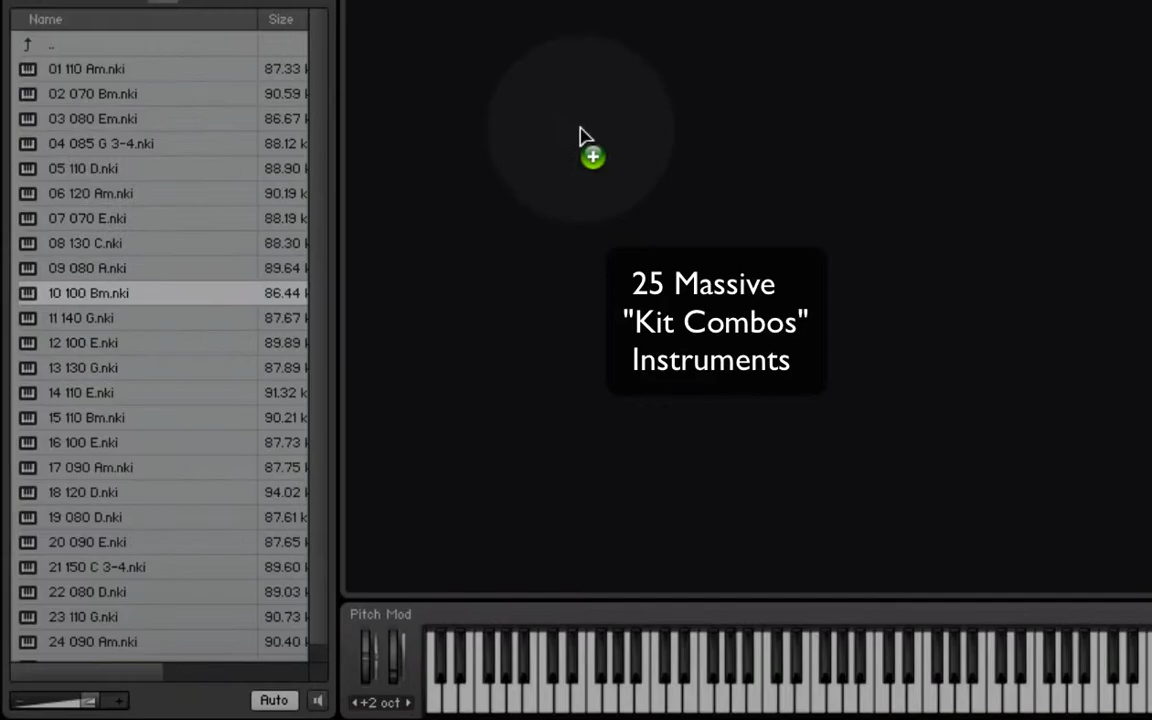 Name Size
..
01 110 Am.nki 87.33 k
02 070 Bm.nki 90.59 k
03 080 Em.nki 86.67 k
04 085 G 3-4.nki 88.12 k
05 110 D.nki 88.90 k
06 120 Am.nki 90.19 k
07 070 E.nki 88.19 k
08 130 C.nki 88.30 k
09 080 A.nki 89.64 k
10 100 Bm.nki 86.44 k
11 140 G.nki 87.67 k
12 100 E.nki 89.89 k
13 130 G.nki 87.89 k
14 110 E.nki 91.32 k
15 110 Bm.nki 90.21 k
16 100 E.nki 87.73 k
17 090 Am.nki 87.75 k
18 120 D.nki 94.02 k
19 080 D.nki 87.61 k
20 090 E.nki 87.65 k
21 150 C 3-4.nki 89.60 k
22 080 D.nki 89.03 k
23 110 G.nki 90.73 k
24 090 Am.nki 90.40 k
Auto
25 Massive
"Kit Combos"
Instruments
Pitch Mod
+2 oct